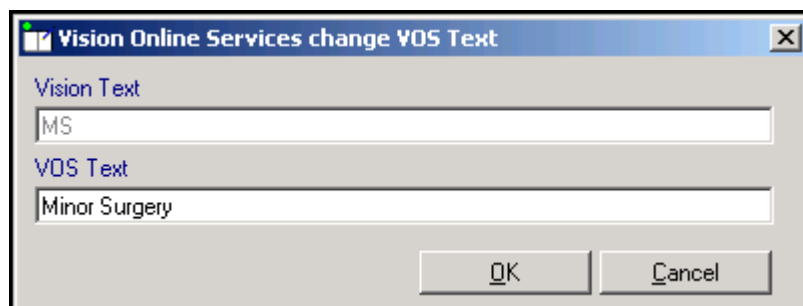 Vision Online Services change VOS Text
Vision Text
MS
VOS Text
Minor Surgery
OK Cancel